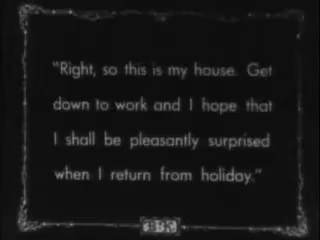 "Right, so this is my house. Get
down to work and I hope that
I shall be pleasantly surprised
when I return from holiday."